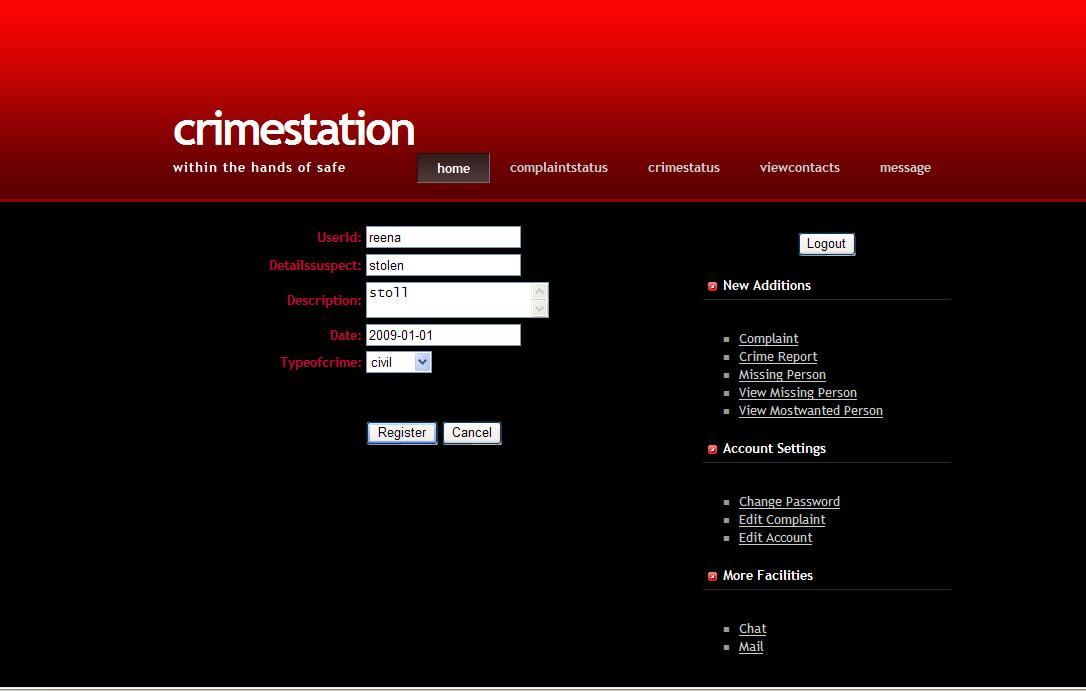 crimestation
within the hands of safe
home complaintstatus crimestatus viewcontacts message
UserId: reena
Detailssuspect: stolen
Description: stoll
Date: 2009-01-01
Typeofcrime: civil
Register Cancel
Logout
New Additions
Complaint
Crime Report
Missing Person
View Missing Person
View Mostwanted Person
Account Settings
Change Password
Edit Complaint
Edit Account
More Facilities
Chat
Mail